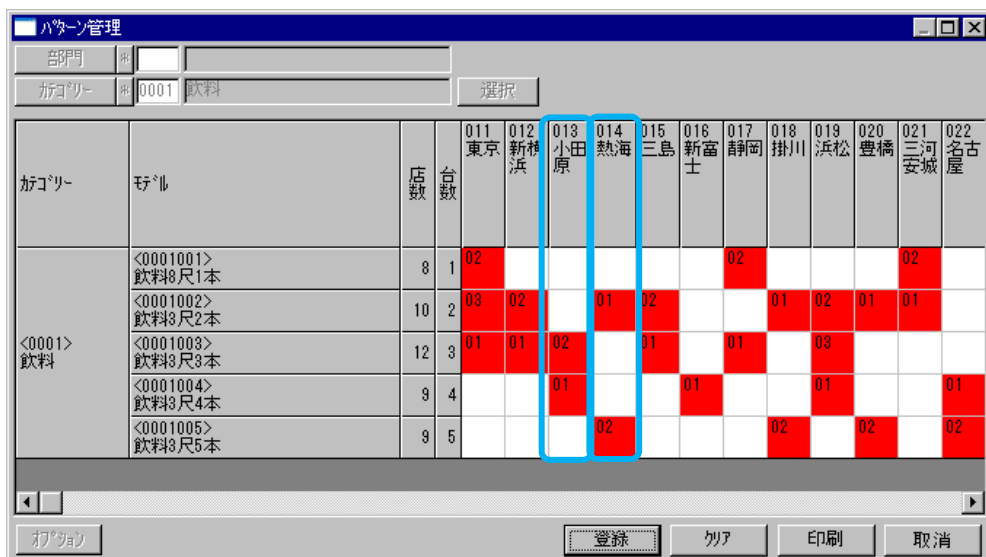 パターン管理
部門 *
カテゴリー * 0001 飲料 選択
カテゴリー モデル 店数 台数 011 東京 012 新横浜 013 小田原 014 熱海 015 三島 016 新富士 017 静岡 018 掛川 019 浜松 020 豊橋 021 三河安城 022 名古屋
<0001> 飲料
<0001001> 8 1 02 02 02
飲料8尺1本
<0001002> 10 2 03 02 01 02 01 02 01 01
飲料3尺2本
<0001003> 12 3 01 01 02 01 01 03
飲料3尺3本
<0001004> 9 4 01 01 01 01
飲料3尺4本
<0001005> 9 5 02 02 02 02
飲料3尺5本
オプション 登録 クリア 印刷 取消